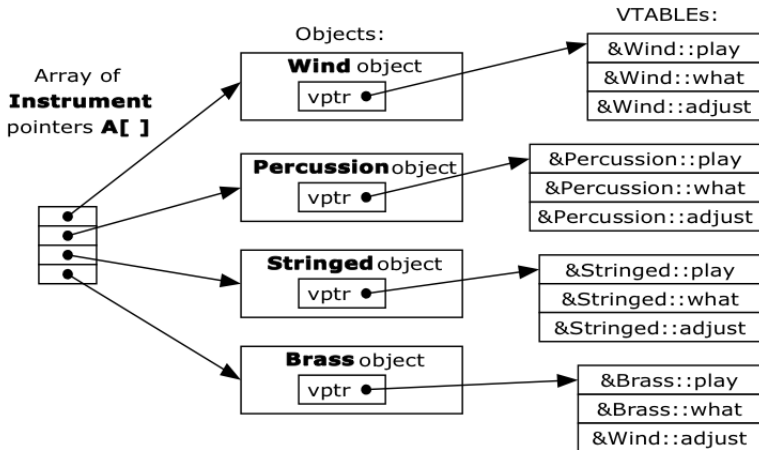 Array of
Instrument
pointers A[ ]
Objects:
Wind object
vptr
Percussion object
vptr
Stringed object
vptr
Brass object
vptr
VTABLEs:
&Wind::play
&Wind::what
&Wind::adjust
&Percussion::play
&Percussion::what
&Percussion::adjust
&Stringed::play
&Stringed::what
&Stringed::adjust
&Brass::play
&Brass::what
&Wind::adjust